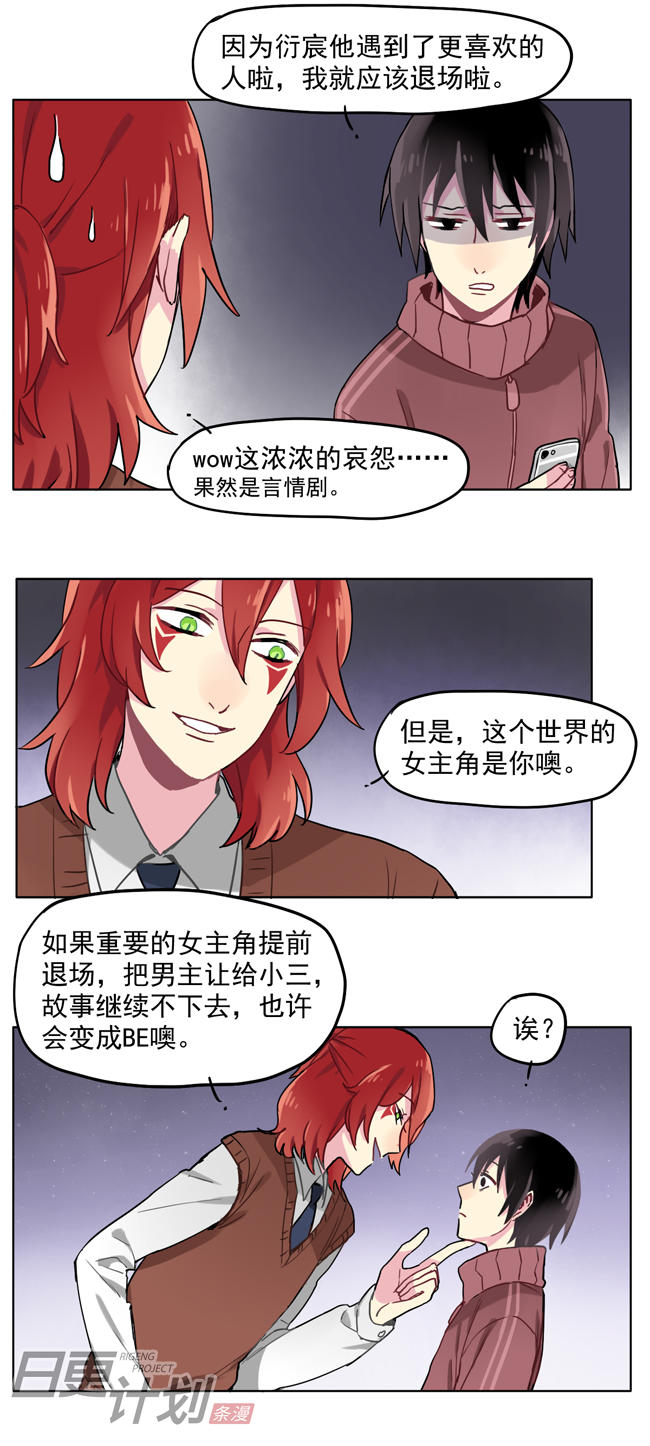 因为衍宸他遇到了更喜欢的
人啦，我就应该退场啦。
wow这浓浓的哀怨······
果然是言情剧。
但是，这个世界的
女主角是你噢。
如果重要的女主角提前
退场，把男主让给小三，
故事继续不下去，也许
会变成BE噢。
诶？
日更
计划
RIGENG
PROJECT
条漫